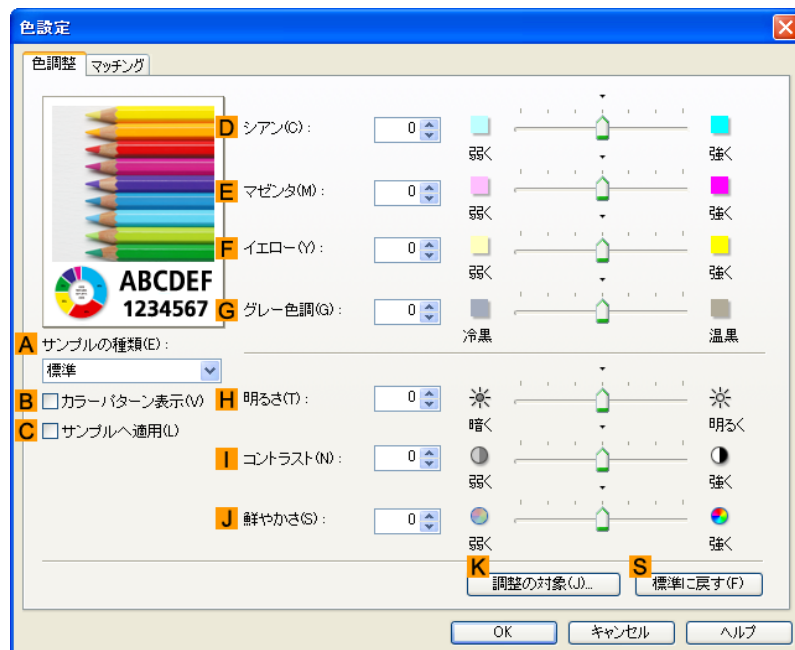 色設定
色調整 マッチング
ABCDEF
1234567
A サンプルの種類(E):
標準
B カラーパターン表示(V)
C サンプルへ適用(L)
D シアン(C): 0 弱く 強く
E マゼンタ(M): 0 弱く 強く
F イエロー(Y): 0 弱く 強く
G グレー色調(G): 0 冷黒 温黒
H 明るさ(T): 0 暗く 明るく
I コントラスト(N): 0 弱く 強く
J 鮮やかさ(S): 0 弱く 強く
K 調整の対象(J)... S 標準に戻す(F)
OK キャンセル ヘルプ